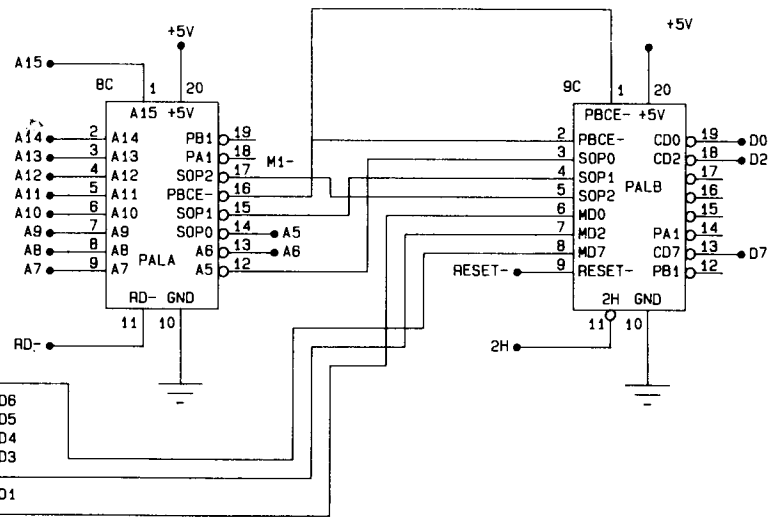 +5V
+5V
A15
8C
1 20
9C
1 20
A15 +5V
PBCE- +5V
A14 2 A14 PB1 19
A13 3 A13 PA1 18
A12 4 A12 SOP2 17 M1-
A11 5 A11 PBCE- 16
A10 6 A10 SOP1 15
A9 7 A9 SOP0 14 A5
A8 8 A8 A6 13 A6
A7 9 A7 PALA A5 12
RD- GND
11 10
RD-
2 PBCE- CD0 19 D0
3 SOP0 CD2 18 D2
4 SOP1 PALB 17
5 SOP2 16
6 MD0 15
7 MD2 PA1 14
8 MD7 CD7 13 D7
RESET- 9 RESET- PB1 12
2H GND
11 10
2H
D6
D5
D4
D3
D1